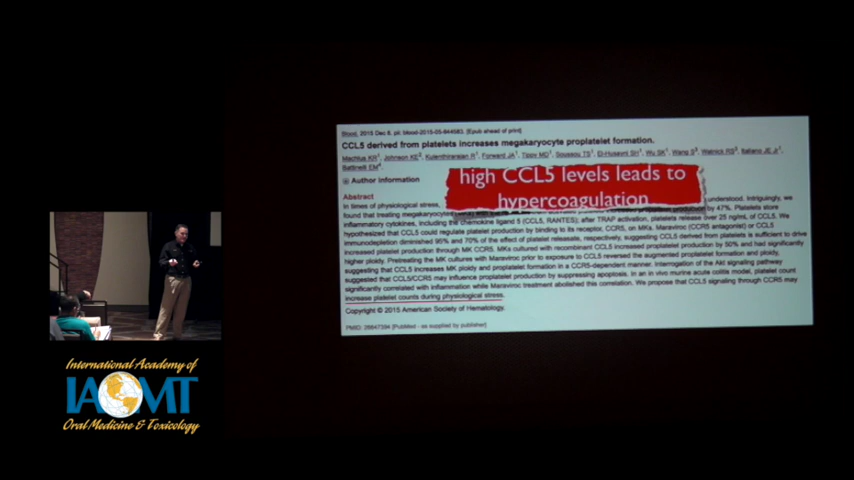 Blood. 2015 Dec 8. pii: blood-2015-05-644583. [Epub ahead of print]
CCL5 derived from platelets increases megakaryocyte proplatelet formation.
Machlus KR1, Johnson KE2, Kulenthirarajan R1, Forward JA1, Tippy MD1, Soussou TS1, El-Husayni SH1, Wu SK1, Wang S3, Watnick RS3, Italiano JE Jr1,
Battinelli EM4.
Author information
high CCL5 levels leads to
hypercoagulation
Abstract
In times of physiological stress, understood. Intriguingly, we
found that treating megakaryocytes production by 47%. Platelets store
inflammatory cytokines, including the chemokine ligand 5 (CCL5, RANTES); after TRAP activation, platelets release over 25 ng/mL of CCL5. We
hypothesized that CCL5 could regulate platelet production by binding to its receptor, CCR5, on MKs. Maraviroc (CCR5 antagonist) or CCL5
immunodepletion diminished 95% and 70% of the effect of platelet releasate, respectively, suggesting CCL5 derived from platelets is sufficient to drive
increased platelet production through MK CCR5. MKs cultured with recombinant CCL5 increased proplatelet production by 50% and had significantly
higher ploidy. Pretreating the MK cultures with Maraviroc prior to exposure to CCL5 reversed the augmented proplatelet formation and ploidy,
suggesting that CCL5 increases MK ploidy and proplatelet formation in a CCR5-dependent manner. Interrogation of the Akt signaling pathway
suggested that CCL5/CCR5 may influence proplatelet production by suppressing apoptosis. In an in vivo murine acute colitis model, platelet count
significantly correlated with inflammation while Maraviroc treatment abolished this correlation. We propose that CCL5 signaling through CCR5 may
increase platelet counts during physiological stress.
Copyright © 2015 American Society of Hematology.
PMID: 26647394 [PubMed - as supplied by publisher]
International Academy of
IAOMT
Oral Medicine & Toxicology